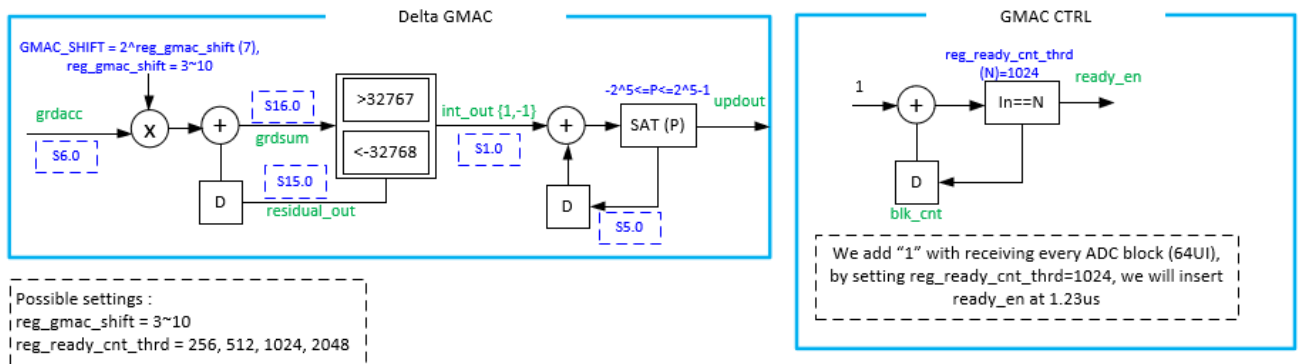 Delta GMAC
GMAC_SHIFT = 2^reg_gmac_shift (7),
reg_gmac_shift = 3~10
grdacc
S6.0
X
+
S16.0
grdsum
D
S15.0
residual_out
>32767
<-32768
int_out {1,-1}
S1.0
+
D
-2^5<=P<=2^5-1
SAT (P)
updout
S5.0
Possible settings :
reg_gmac_shift = 3~10
reg_ready_cnt_thrd = 256, 512, 1024, 2048
GMAC CTRL
reg_ready_cnt_thrd
(N)=1024
ready_en
1
+
In==N
D
blk_cnt
We add “1” with receiving every ADC block (64UI),
by setting reg_ready_cnt_thrd=1024, we will insert
ready_en at 1.23us